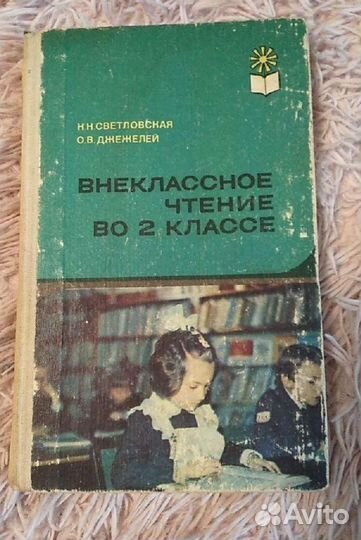 Н.Н.СВЕТЛОВСКАЯ
О.В.ДЖЕЖЕЛЕЙ
ВНЕКЛАССНОЕ
ЧТЕНИЕ
ВО 2 КЛАССЕ
Avito